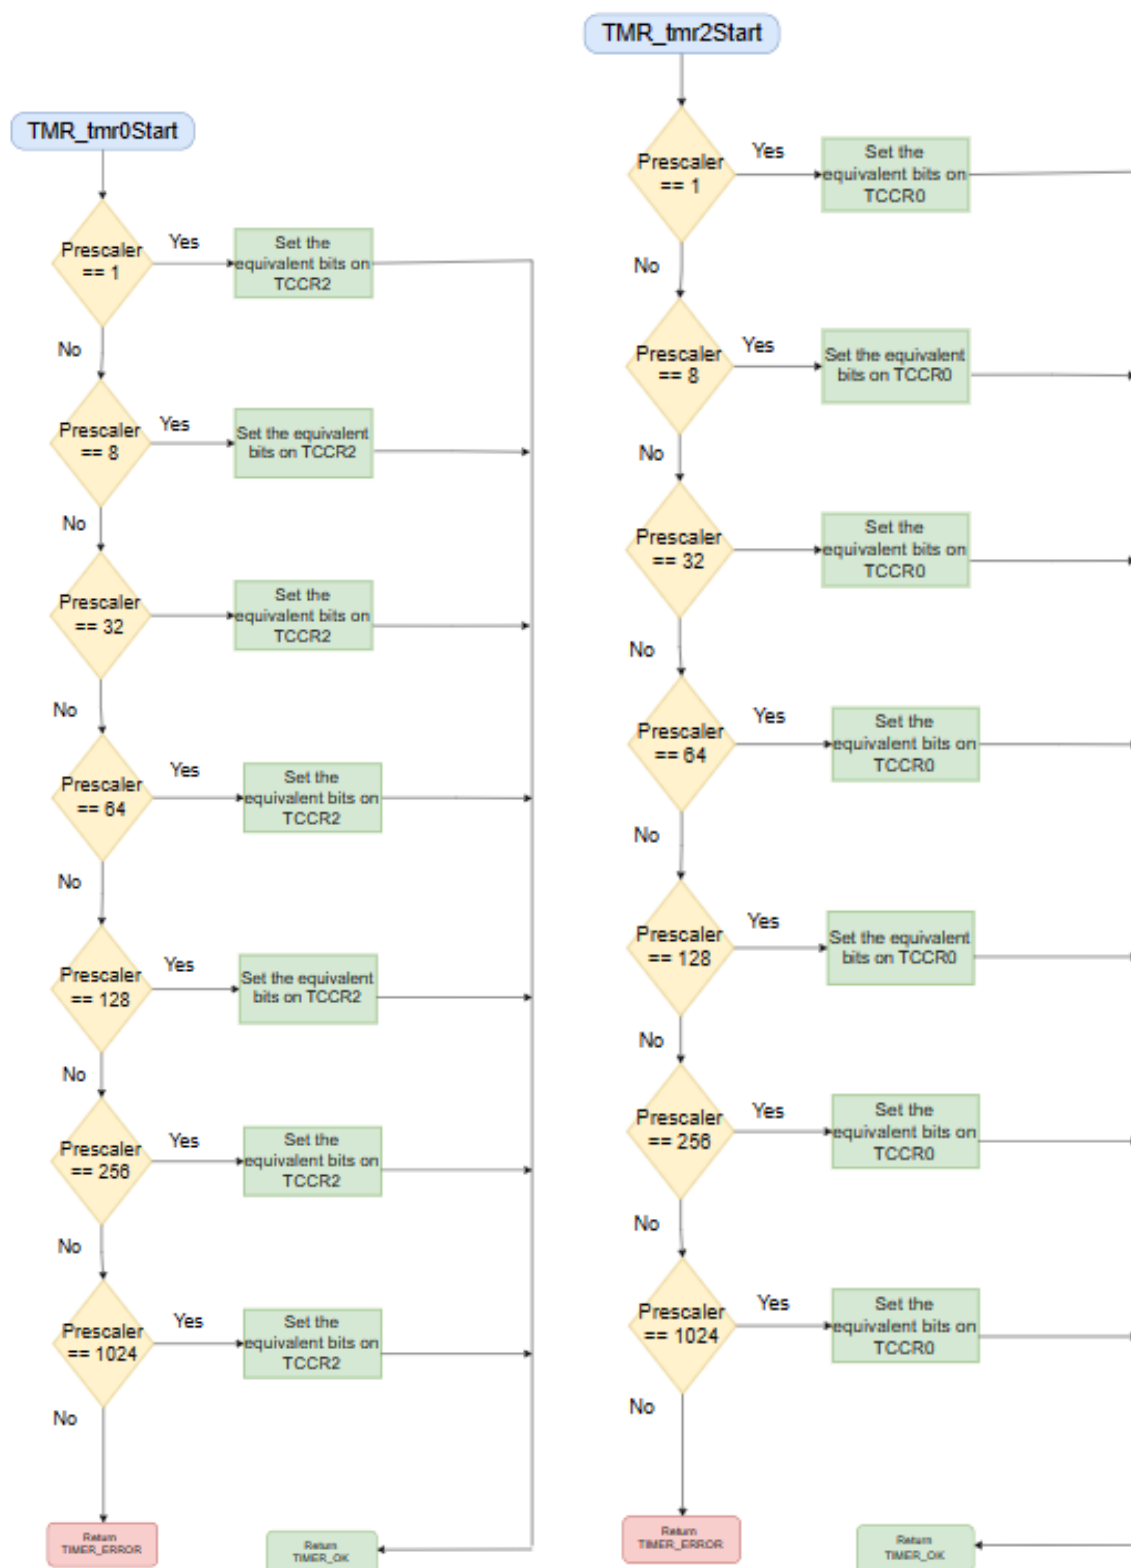 TMR_tmr0Start
Prescaler
== 1
Yes
Set the
equivalent bits on
TCCR2
No
Prescaler
== 8
Yes
Set the equivalent
bits on TCCR2
No
Prescaler
== 32
Set the
equivalent bits on
TCCR2
No
Prescaler
== 64
Yes
Set the
equivalent bits on
TCCR2
No
Prescaler
== 128
Yes
Set the equivalent
bits on TCCR2
No
Prescaler
== 256
Yes
Set the
equivalent bits on
TCCR2
No
Prescaler
== 1024
Yes
Set the
equivalent bits on
TCCR2
No
Return
TIMER_ERROR
Return
TIMER_OK
TMR_tmr2Start
Prescaler
== 1
Yes
Set the
equivalent bits on
TCCR0
No
Prescaler
== 8
Yes
Set the equivalent
bits on TCCR0
No
Prescaler
== 32
Set the
equivalent bits on
TCCR0
No
Prescaler
== 64
Yes
Set the
equivalent bits on
TCCR0
No
Prescaler
== 128
Yes
Set the equivalent
bits on TCCR0
No
Prescaler
== 256
Yes
Set the
equivalent bits on
TCCR0
No
Prescaler
== 1024
Yes
Set the
equivalent bits on
TCCR0
No
Return
TIMER_ERROR
Return
TIMER_OK